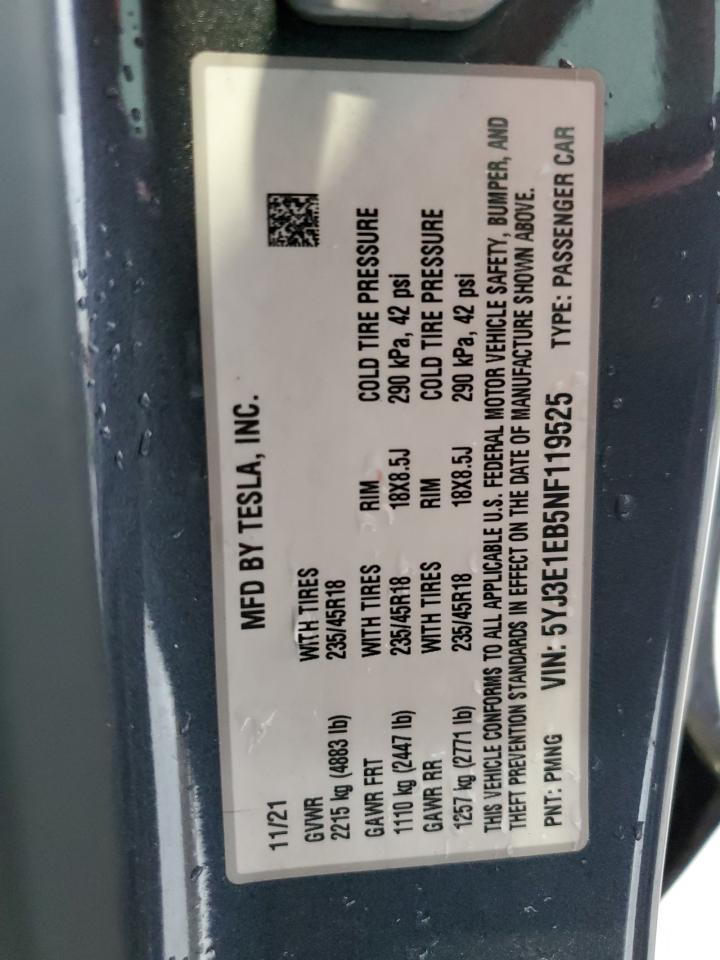 MFD BY TESLA, INC.
11/21
GVWR WITH TIRES
2215 kg (4883 lb) 235/45R18
GAWR FRT WITH TIRES RIM COLD TIRE PRESSURE
1110 kg (2447 lb) 235/45R18 18X8.5J 290 kPa, 42 psi
GAWR RR WITH TIRES RIM COLD TIRE PRESSURE
1257 kg (2771 lb) 235/45R18 18X8.5J 290 kPa, 42 psi
THIS VEHICLE CONFORMS TO ALL APPLICABLE U.S. FEDERAL MOTOR VEHICLE SAFETY, BUMPER, AND
THEFT PREVENTION STANDARDS IN EFFECT ON THE DATE OF MANUFACTURE SHOWN ABOVE.
PNT: PMNG VIN: 5YJ3E1EB5NF119525 TYPE: PASSENGER CAR